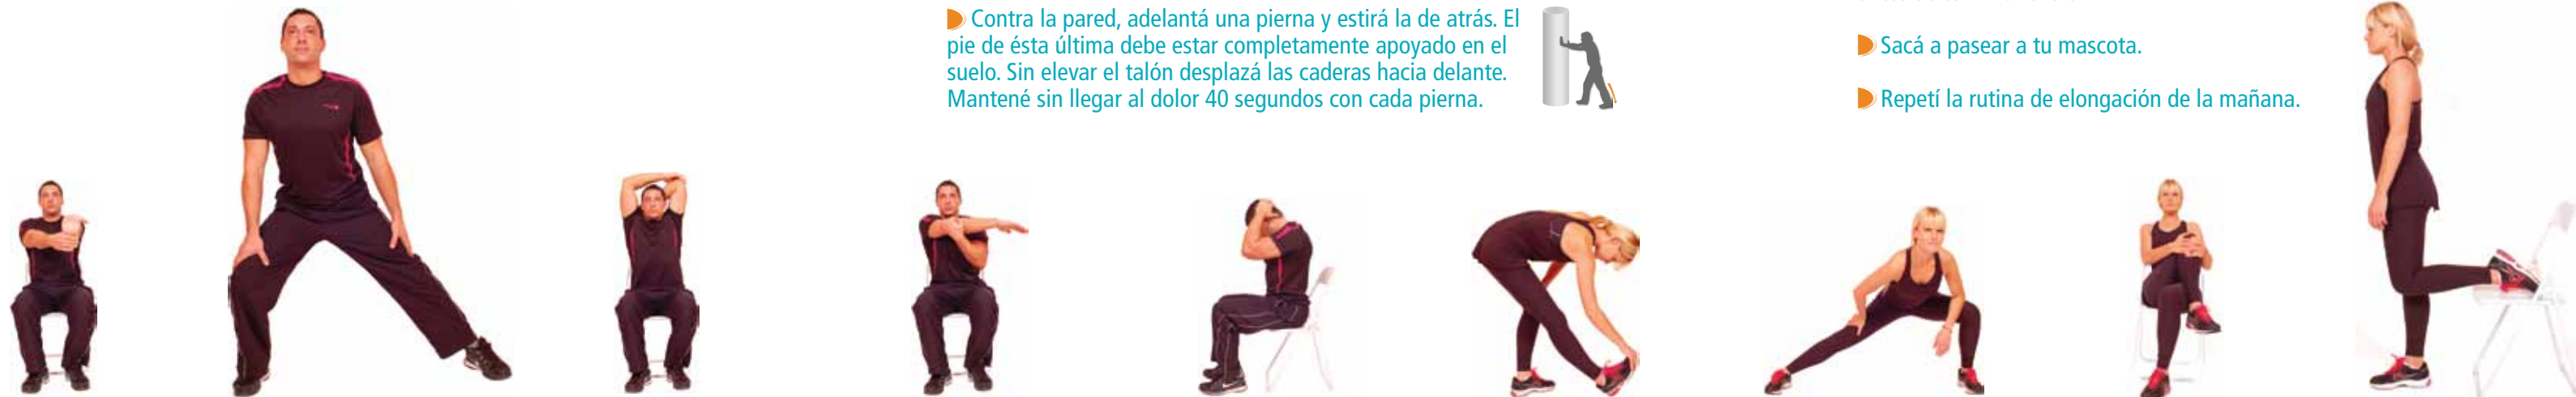 Contra la pared, adelantá una pierna y estirá la de atrás. El
pie de ésta última debe estar completamente apoyado en el
suelo. Sin elevar el talón desplazá las caderas hacia delante.
Mantené sin llegar al dolor 40 segundos con cada pierna.
Sacá a pasear a tu mascota.
Repetí la rutina de elongación de la mañana.